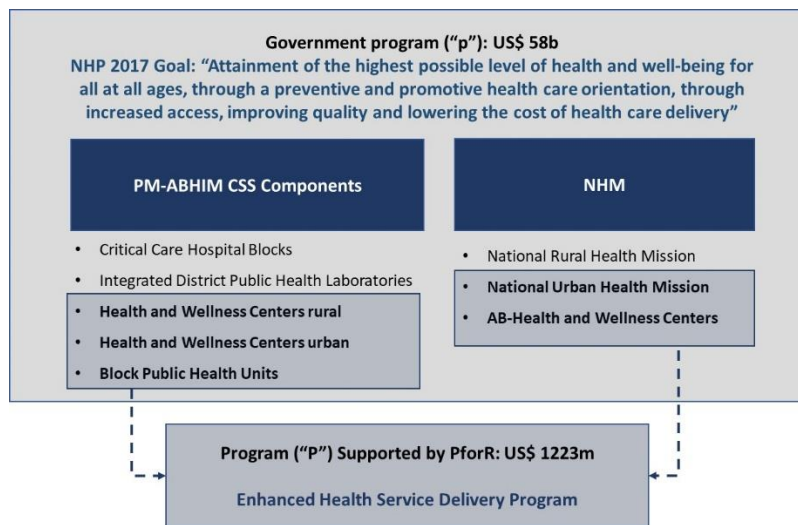 Government program (“p”): US$ 58b
NHP 2017 Goal: “Attainment of the highest possible level of health and well-being for
all at all ages, through a preventive and promotive health care orientation, through
increased access, improving quality and lowering the cost of health care delivery”
PM-ABHIM CSS Components
• Critical Care Hospital Blocks
• Integrated District Public Health Laboratories
• Health and Wellness Centers rural
• Health and Wellness Centers urban
• Block Public Health Units
NHM
• National Rural Health Mission
• National Urban Health Mission
• AB-Health and Wellness Centers
Program (“P”) Supported by PforR: US$ 1223m
Enhanced Health Service Delivery Program